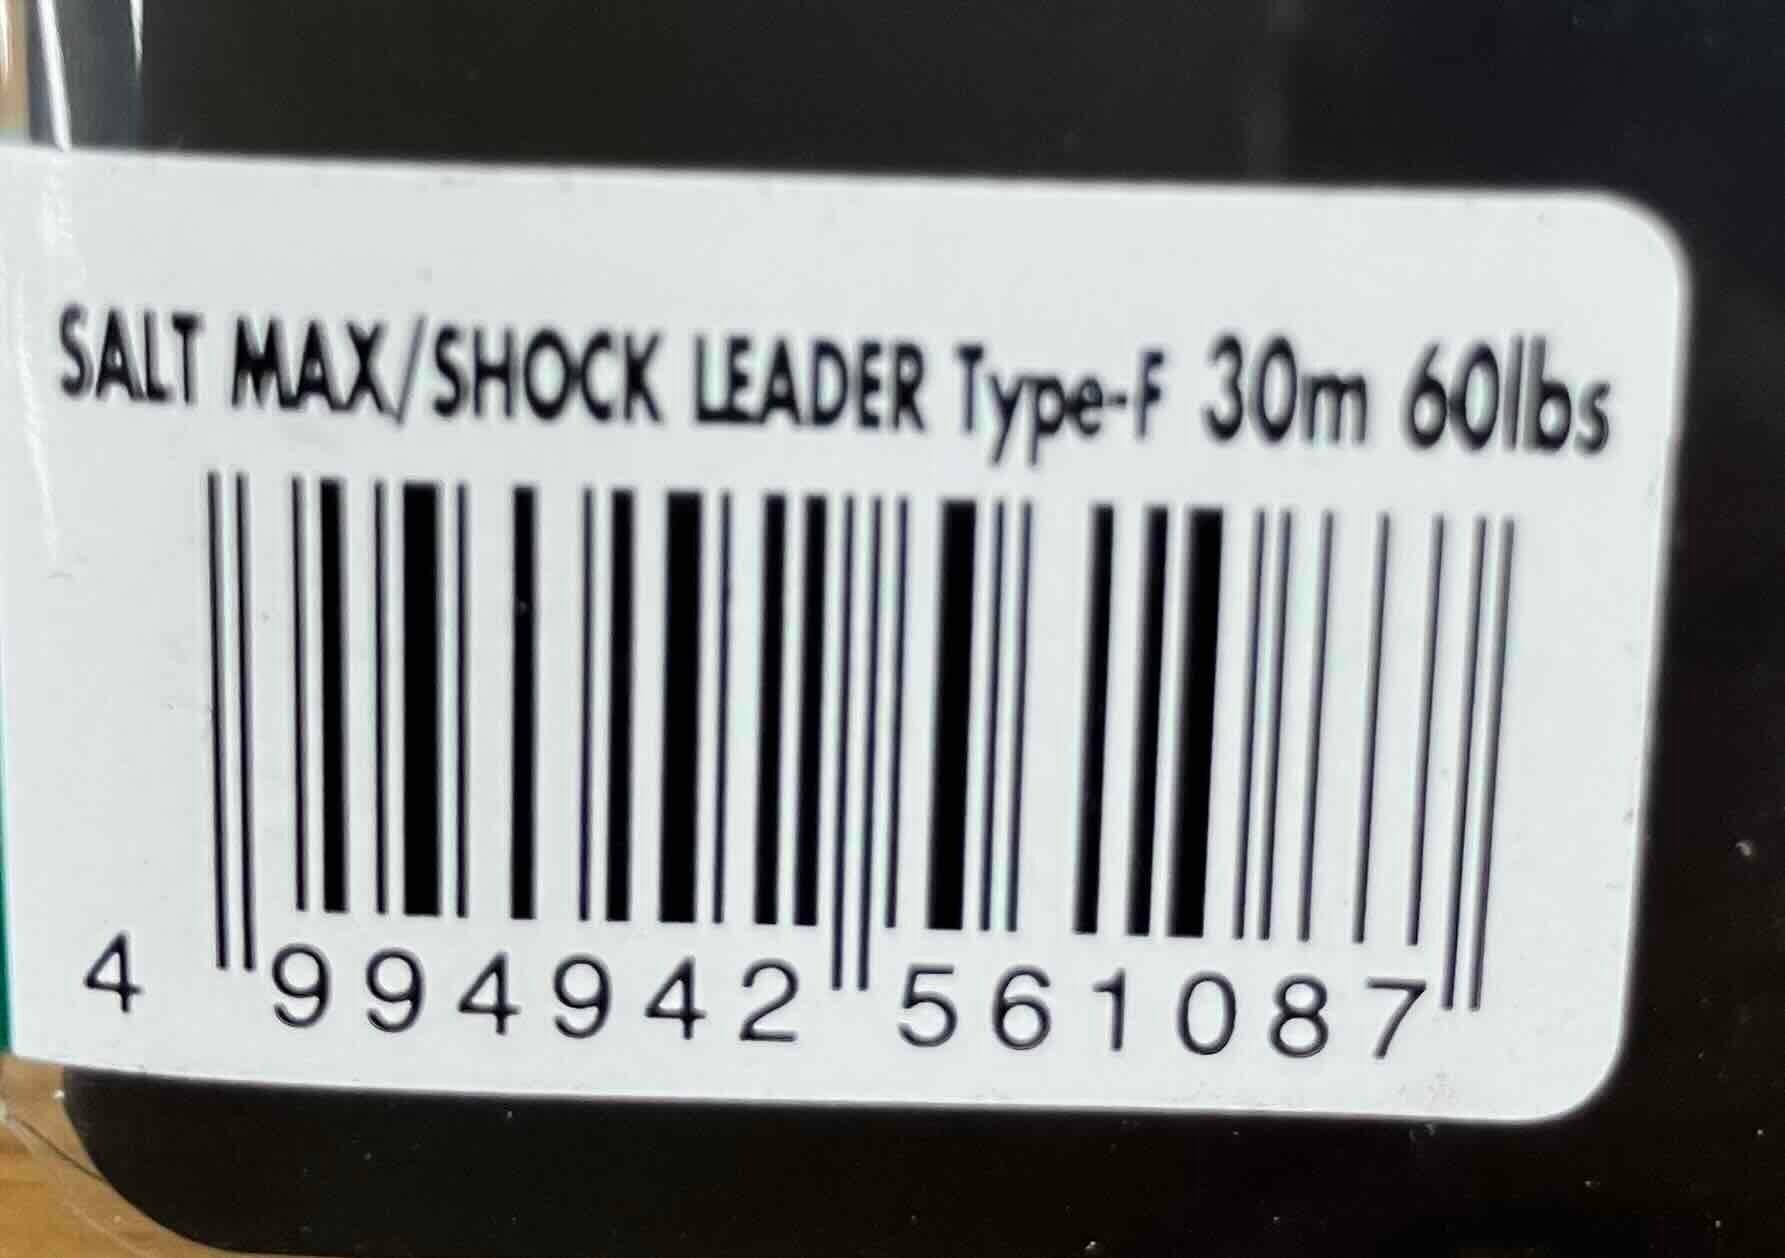 SALT MAX/SHOCK LEADER Type-F 30m 60lbs
4 994942 561087